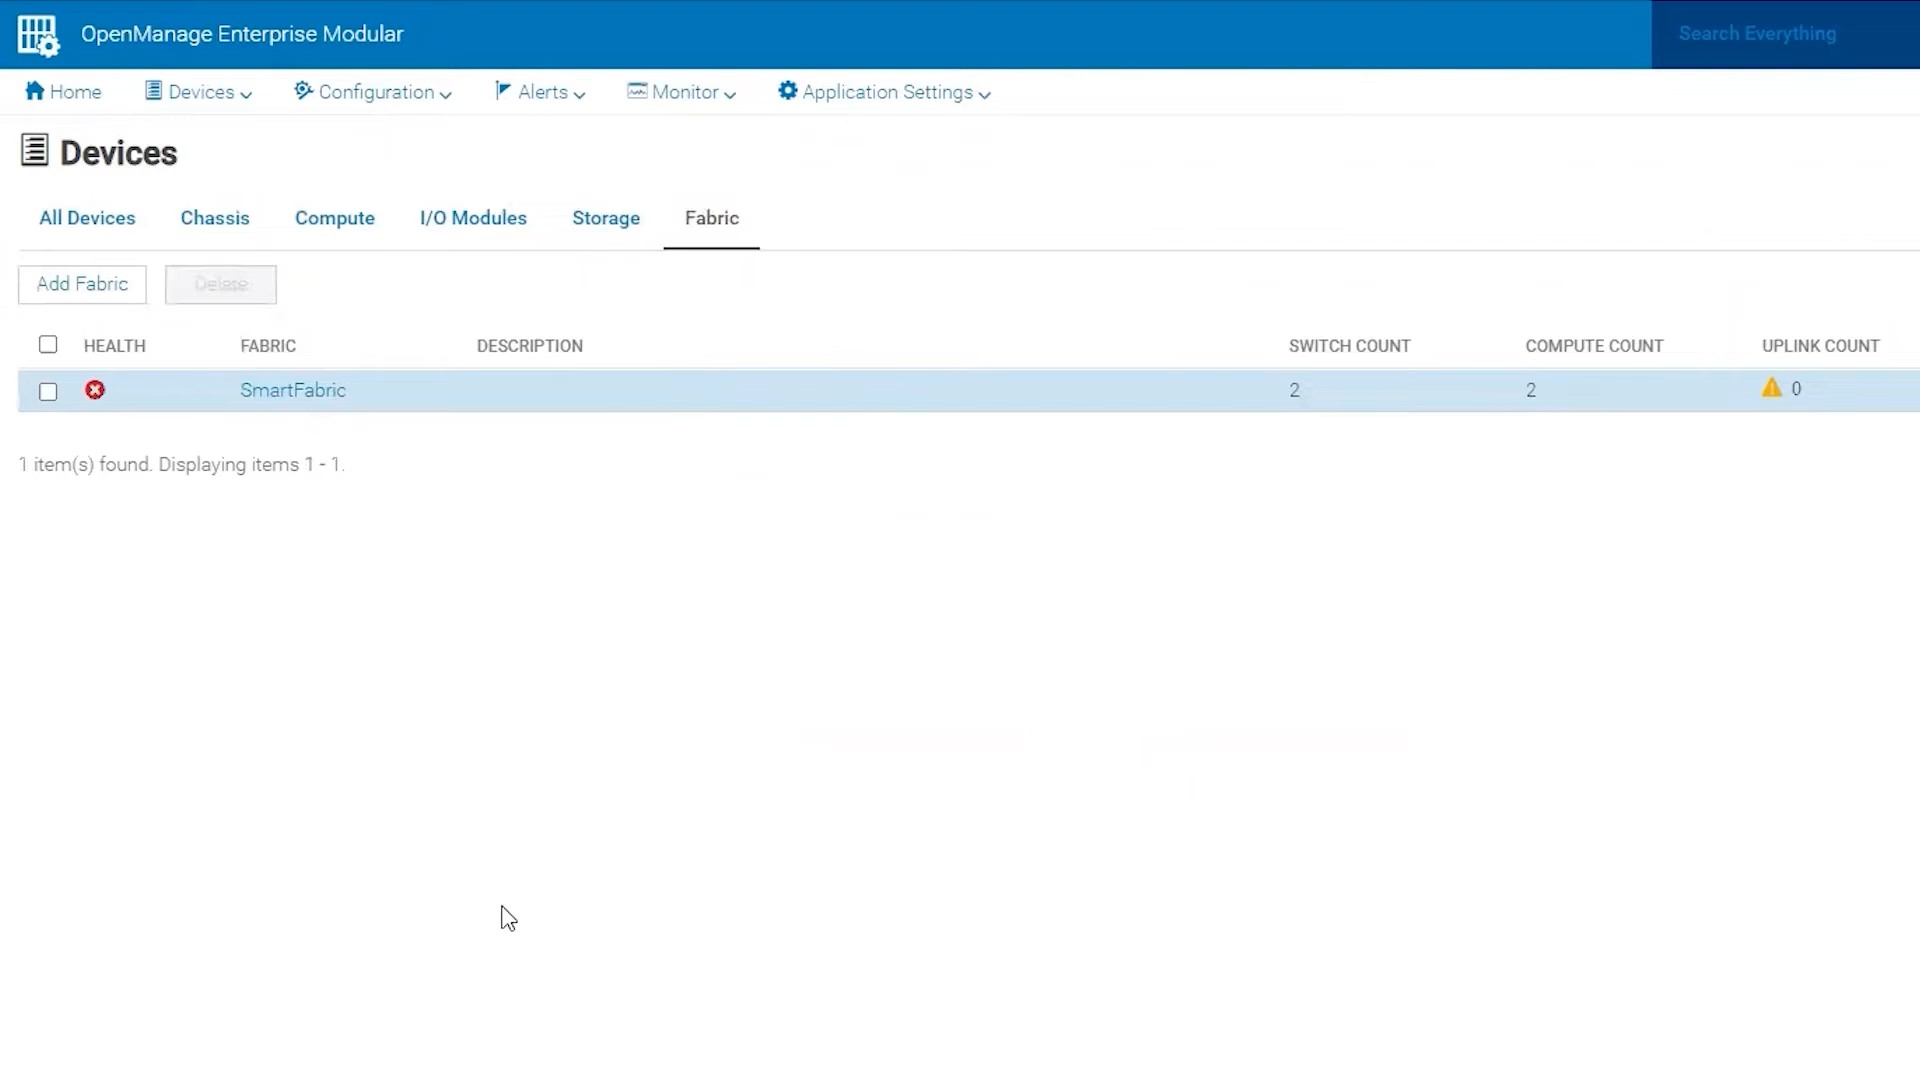 OpenManage Enterprise Modular
Search Everything
Home Devices Configuration Alerts Monitor Application Settings
Devices
All Devices Chassis Compute I/O Modules Storage Fabric
Add Fabric Delete
HEALTH FABRIC DESCRIPTION SWITCH COUNT COMPUTE COUNT UPLINK COUNT
SmartFabric 2 2 0
1 item(s) found. Displaying items 1 - 1.